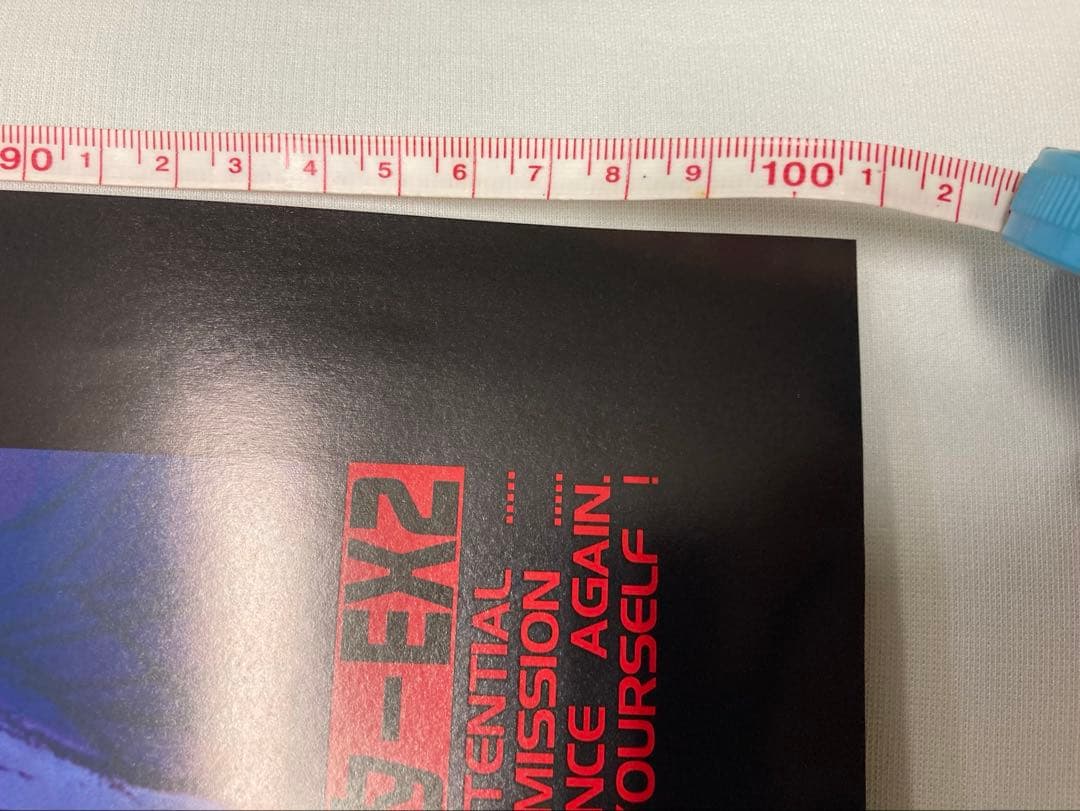 90 1 2 3 4 5 6 7 8 9 100 1 2
-EX2
TENTIAL ......
MISSION ......
NCE AGAIN.
YOURSELF !